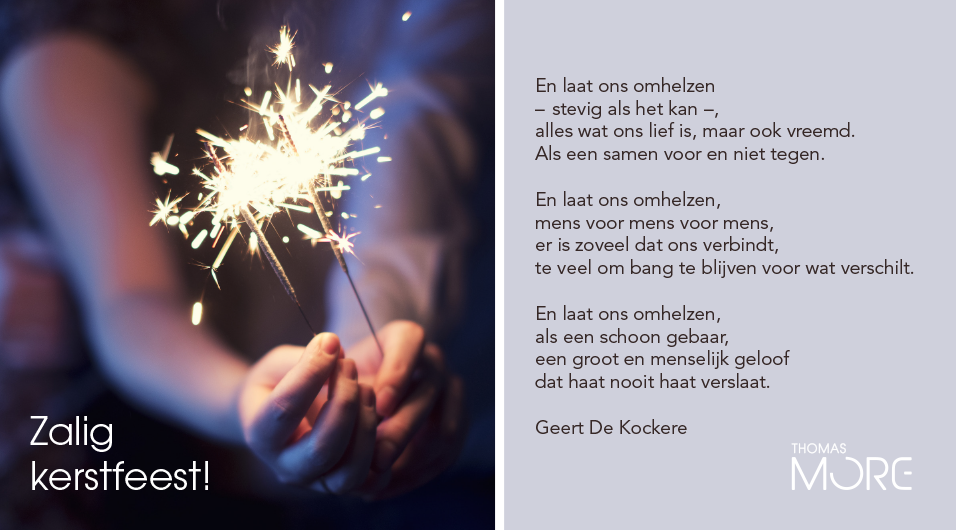 Zalig
kerstfeest!
En laat ons omhelzen
– stevig als het kan –,
alles wat ons lief is, maar ook vreemd.
Als een samen voor en niet tegen.
En laat ons omhelzen,
mens voor mens voor mens,
er is zoveel dat ons verbindt,
te veel om bang te blijven voor wat verschilt.
En laat ons omhelzen,
als een schoon gebaar,
een groot en menselijk geloof
dat haat nooit haat verslaat.
Geert De Kockere
THOMAS
MORE